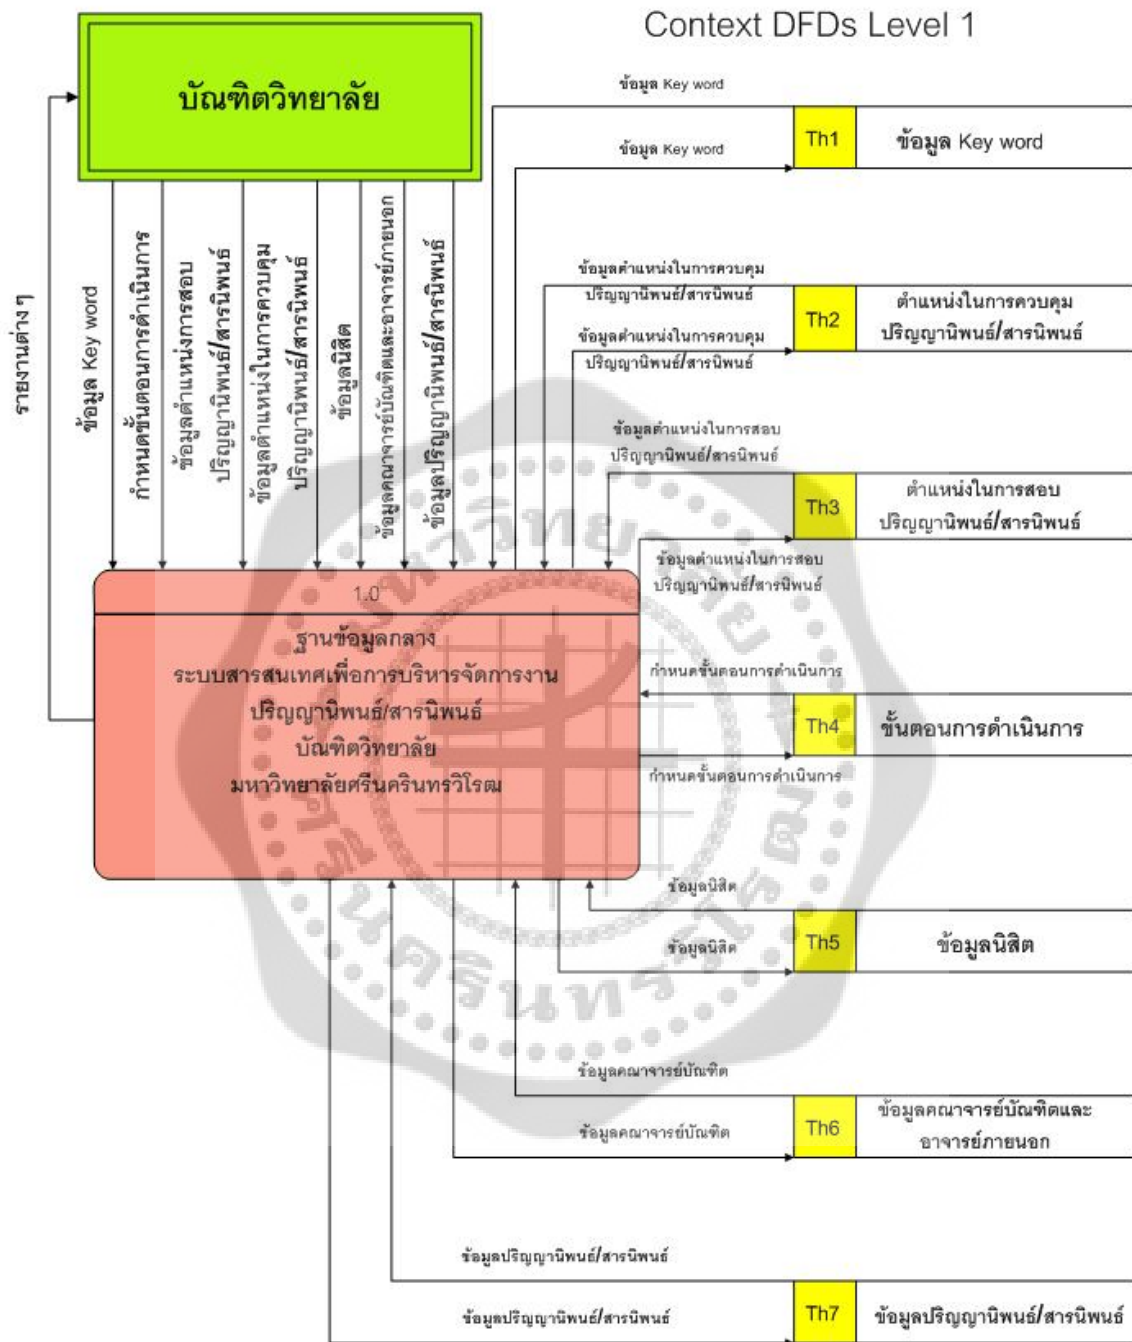 Context DFDs Level 1
บัณฑิตวิทยาลัย
รายงานต่างๆ
ข้อมูล Key word
กำหนดขั้นตอนการดำเนินการ
ข้อมูลตำแหน่งการสอบ
ปริญญานิพนธ์/สารนิพนธ์
ข้อมูลตำแหน่งในการควบคุม
ปริญญานิพนธ์/สารนิพนธ์
ข้อมูลนิสิต
ข้อมูลคณาจารย์บัณฑิตและอาจารย์ภายนอก
ข้อมูลปริญญานิพนธ์/สารนิพนธ์
ข้อมูล Key word
ข้อมูล Key word
Th1
ข้อมูล Key word
ข้อมูลตำแหน่งในการควบคุม
ปริญญานิพนธ์/สารนิพนธ์
ข้อมูลตำแหน่งในการควบคุม
ปริญญานิพนธ์/สารนิพนธ์
Th2
ตำแหน่งในการควบคุม
ปริญญานิพนธ์/สารนิพนธ์
ข้อมูลตำแหน่งในการสอบ
ปริญญานิพนธ์/สารนิพนธ์
Th3
ตำแหน่งในการสอบ
ปริญญานิพนธ์/สารนิพนธ์
ข้อมูลตำแหน่งในการสอบ
ปริญญานิพนธ์/สารนิพนธ์
1.0
ฐานข้อมูลกลาง
ระบบสารสนเทศเพื่อการบริหารจัดการงาน
ปริญญานิพนธ์/สารนิพนธ์
บัณฑิตวิทยาลัย
มหาวิทยาลัยศรีนครินทรวิโรฒ
กำหนดขั้นตอนการดำเนินการ
Th4
ขั้นตอนการดำเนินการ
กำหนดขั้นตอนการดำเนินการ
ข้อมูลนิสิต
ข้อมูลนิสิต
Th5
ข้อมูลนิสิต
ข้อมูลคณาจารย์บัณฑิต
ข้อมูลคณาจารย์บัณฑิต
Th6
ข้อมูลคณาจารย์บัณฑิตและ
อาจารย์ภายนอก
ข้อมูลปริญญานิพนธ์/สารนิพนธ์
ข้อมูลปริญญานิพนธ์/สารนิพนธ์
Th7
ข้อมูลปริญญานิพนธ์/สารนิพนธ์
มหาวิทยาลัย
ศรีนครินทรวิโรฒ